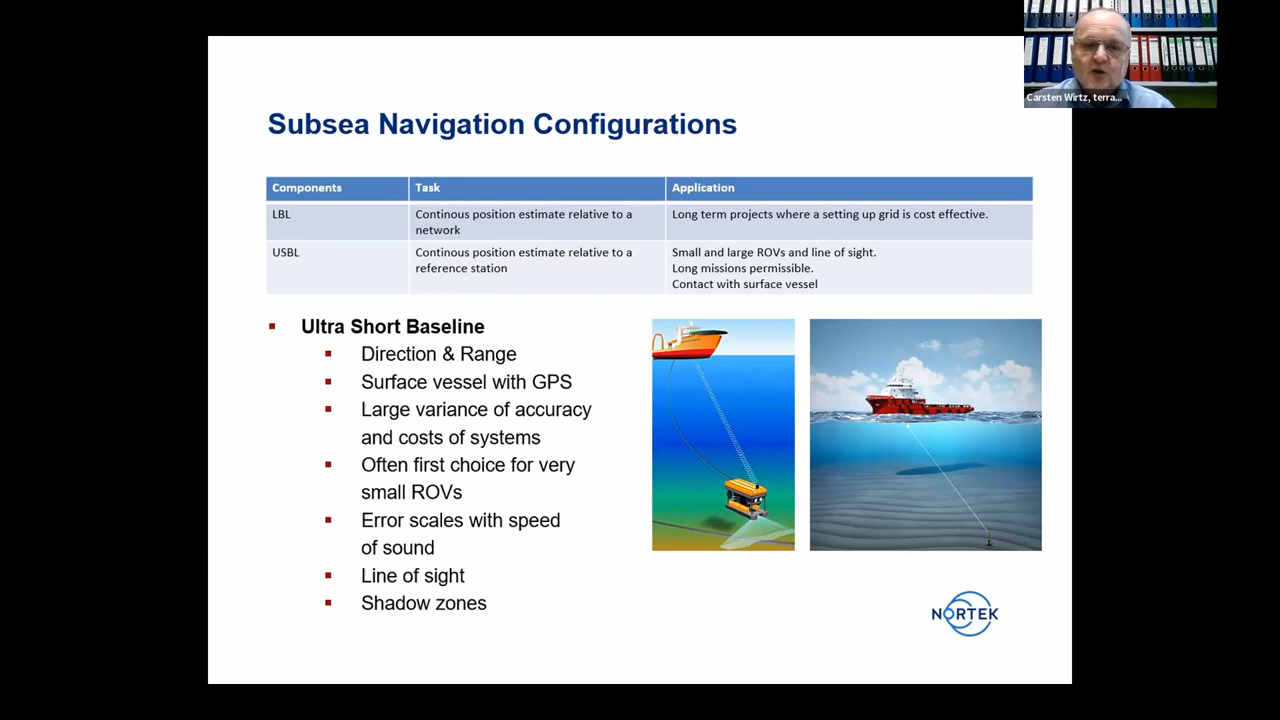 Carsten Wirtz, terra...
Subsea Navigation Configurations
Components Task Application
LBL Continous position estimate relative to a Long term projects where a setting up grid is cost effective.
network
USBL Continous position estimate relative to a Small and large ROVs and line of sight.
reference station Long missions permissible.
Contact with surface vessel
▪ Ultra Short Baseline
▪ Direction & Range
▪ Surface vessel with GPS
▪ Large variance of accuracy
and costs of systems
▪ Often first choice for very
small ROVs
▪ Error scales with speed
of sound
▪ Line of sight
▪ Shadow zones
NORTEK